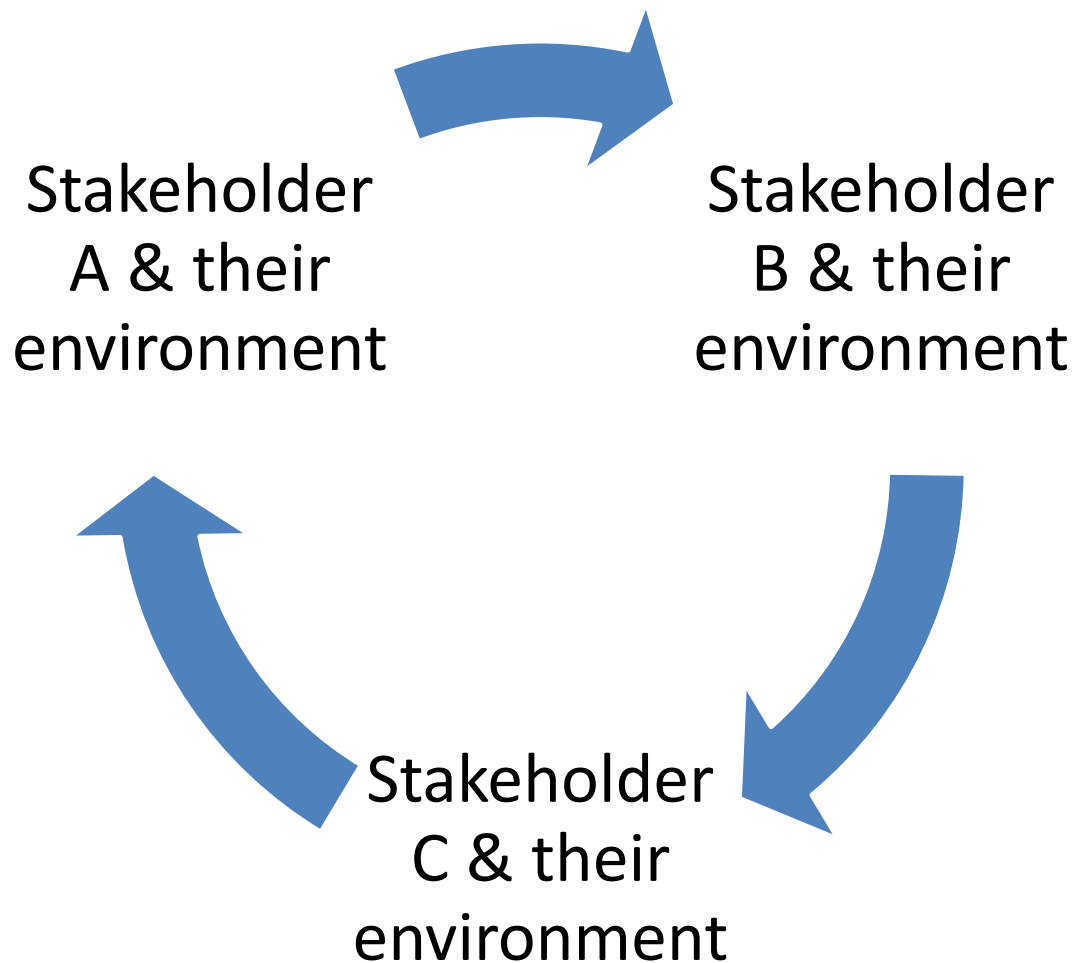 Stakeholder
A & their
environment
Stakeholder
B & their
environment
Stakeholder
C & their
environment